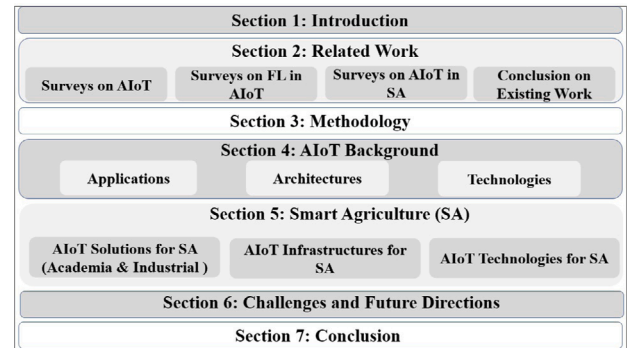 Section 1: Introduction
Section 2: Related Work
Surveys on AIoT
Surveys on FL in
AIoT
Surveys on AIoT in
SA
Conclusion on
Existing Work
Section 3: Methodology
Section 4: AIoT Background
Applications
Architectures
Technologies
Section 5: Smart Agriculture (SA)
AIoT Solutions for SA
(Academia & Industrial )
AIoT Infrastructures for
SA
AIoT Technologies for SA
Section 6: Challenges and Future Directions
Section 7: Conclusion